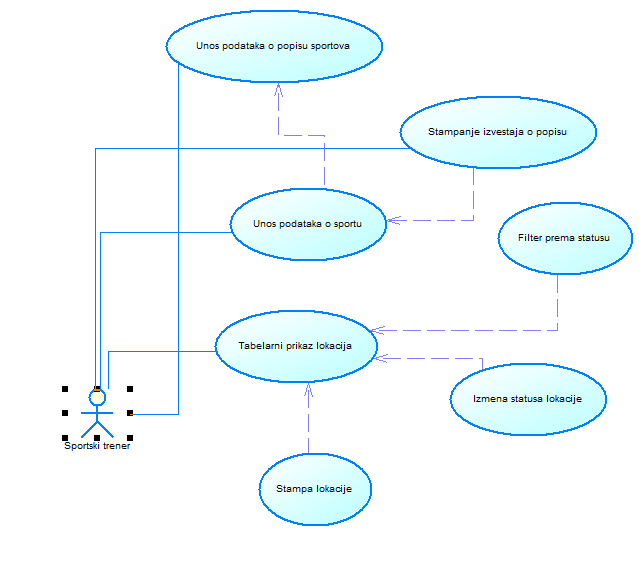 Unos podataka o popisu sportova
Stampanje izvestaja o popisu
Unos podataka o sportu
Filter prema statusu
Tabelarni prikaz lokacija
Izmena statusa lokacije
Sportski trener
Stampa lokacije